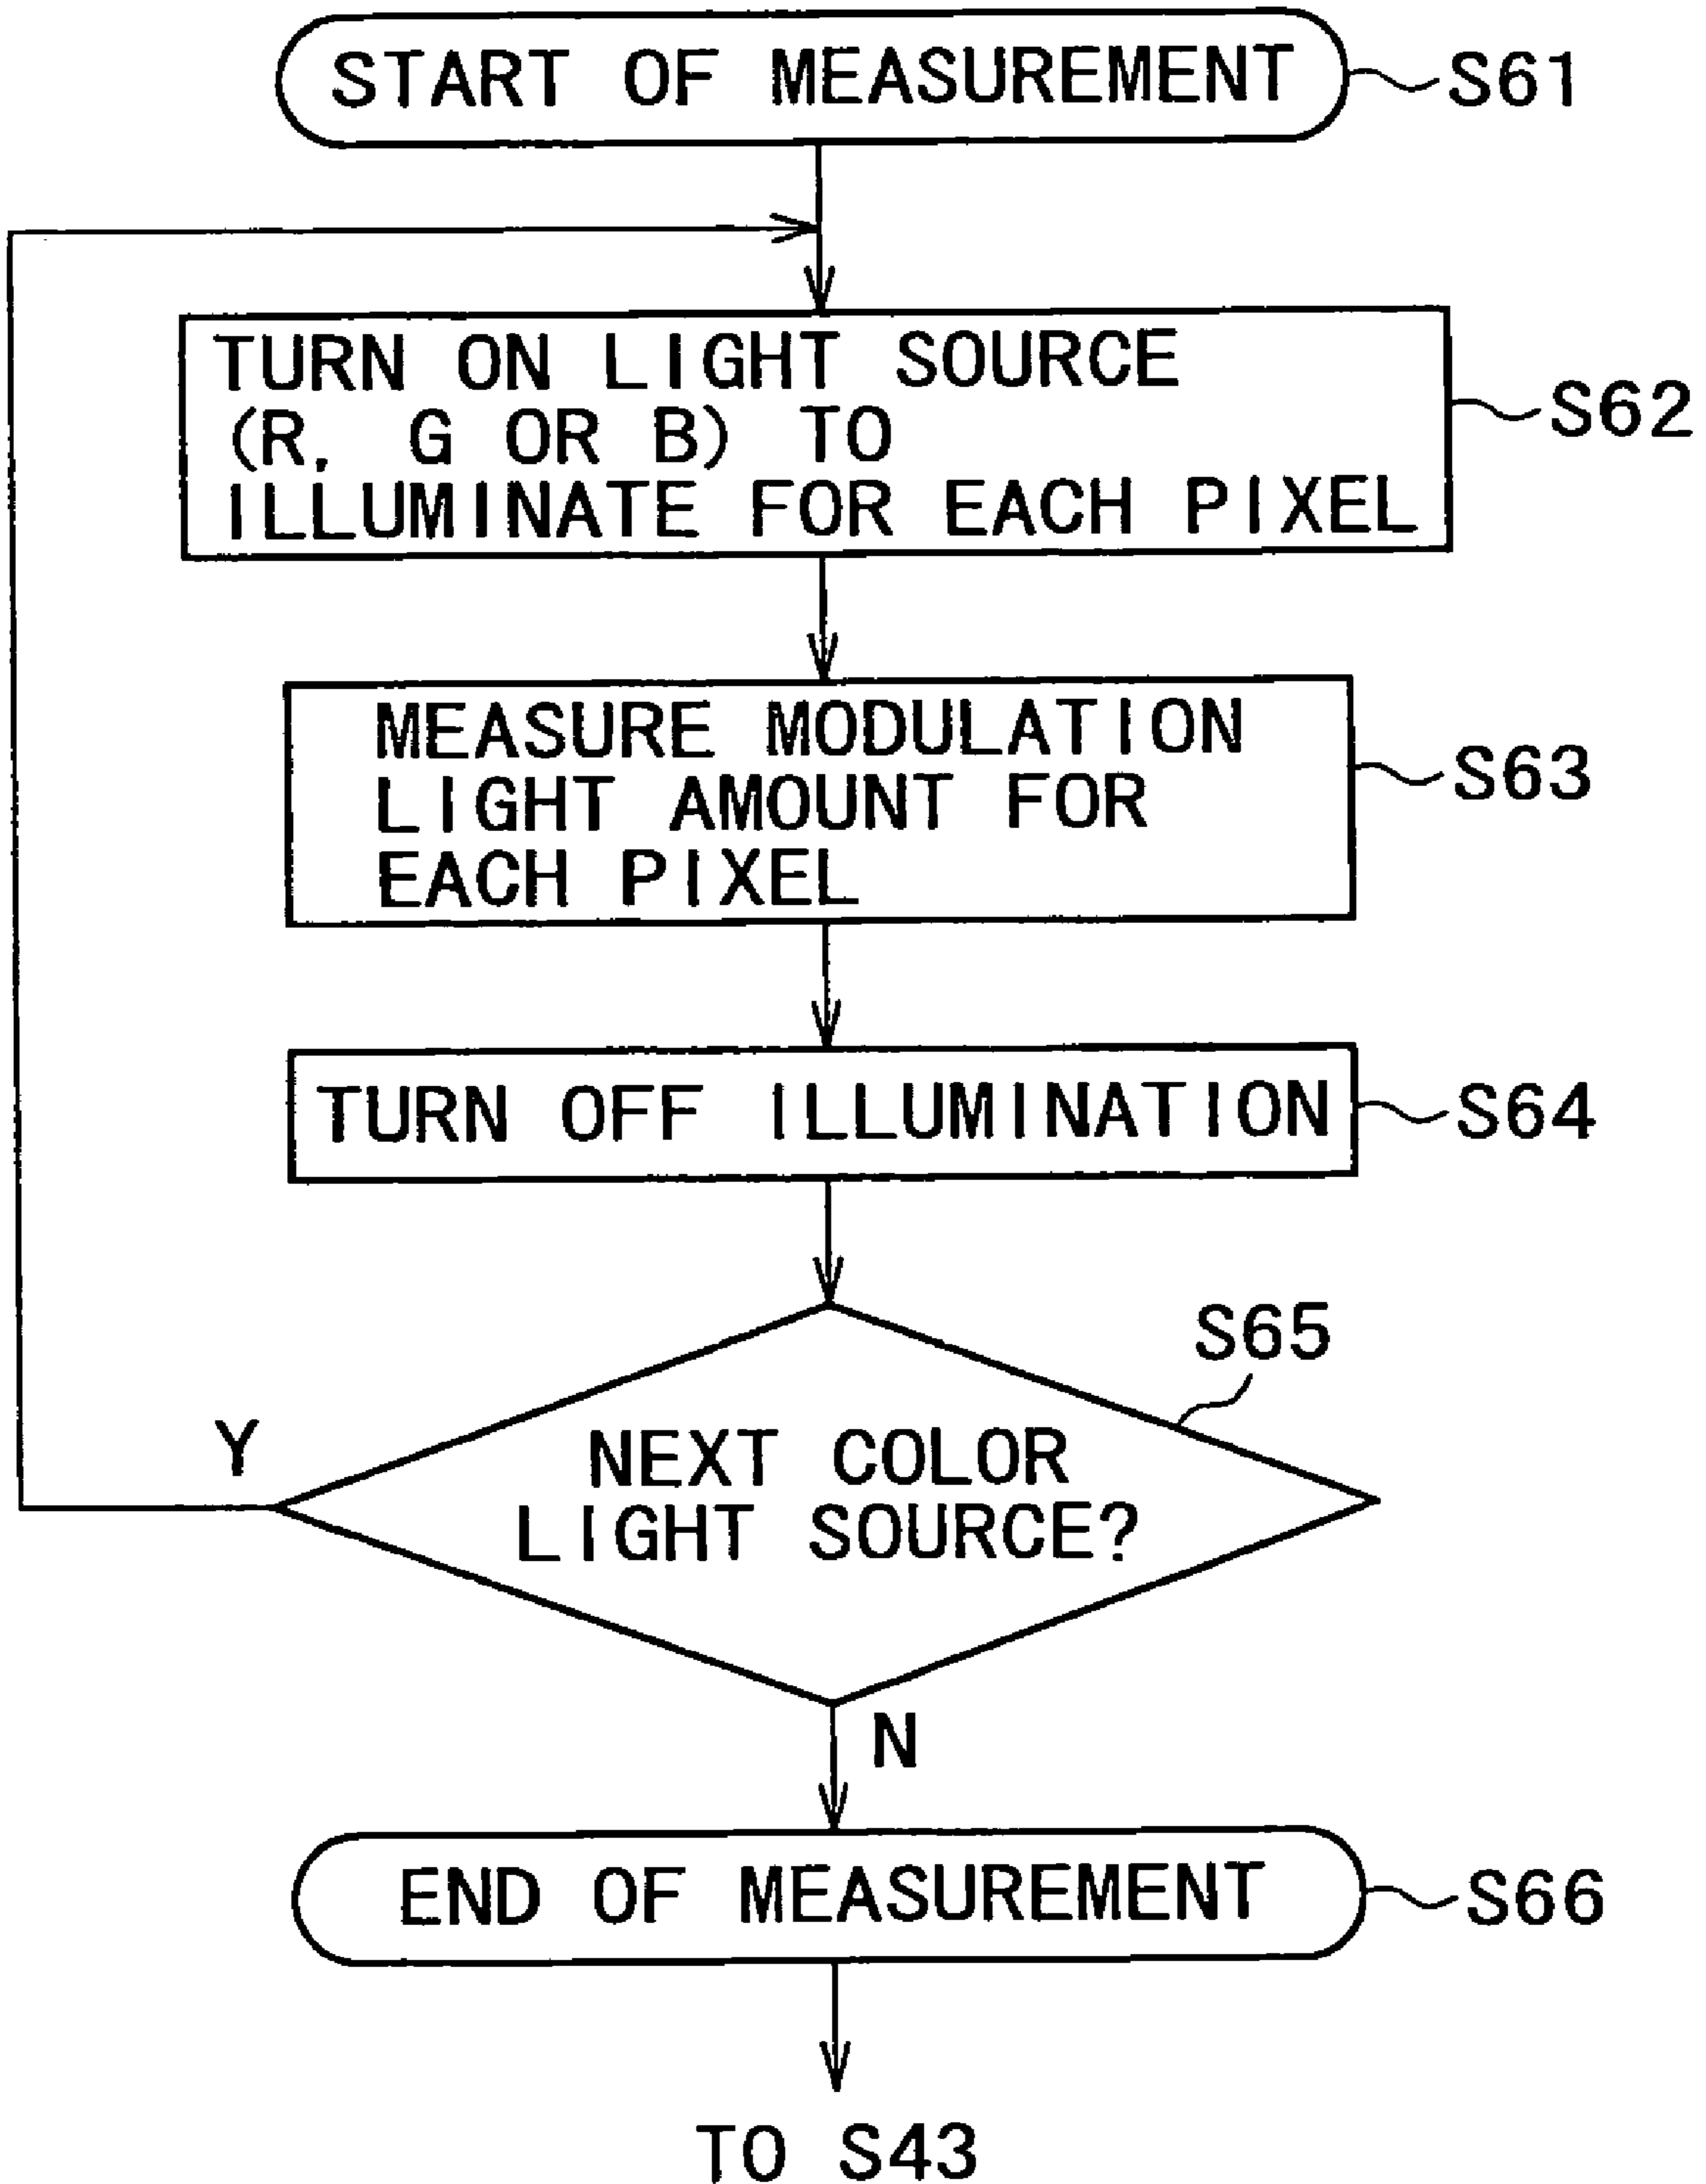 START OF MEASUREMENT
S61
TURN ON LIGHT SOURCE
(R, G OR B) TO
ILLUMINATE FOR EACH PIXEL
S62
MEASURE MODULATION
LIGHT AMOUNT FOR
EACH PIXEL
S63
TURN OFF ILLUMINATION
S64
S65
Y
NEXT COLOR
LIGHT SOURCE?
N
END OF MEASUREMENT
S66
TO S43